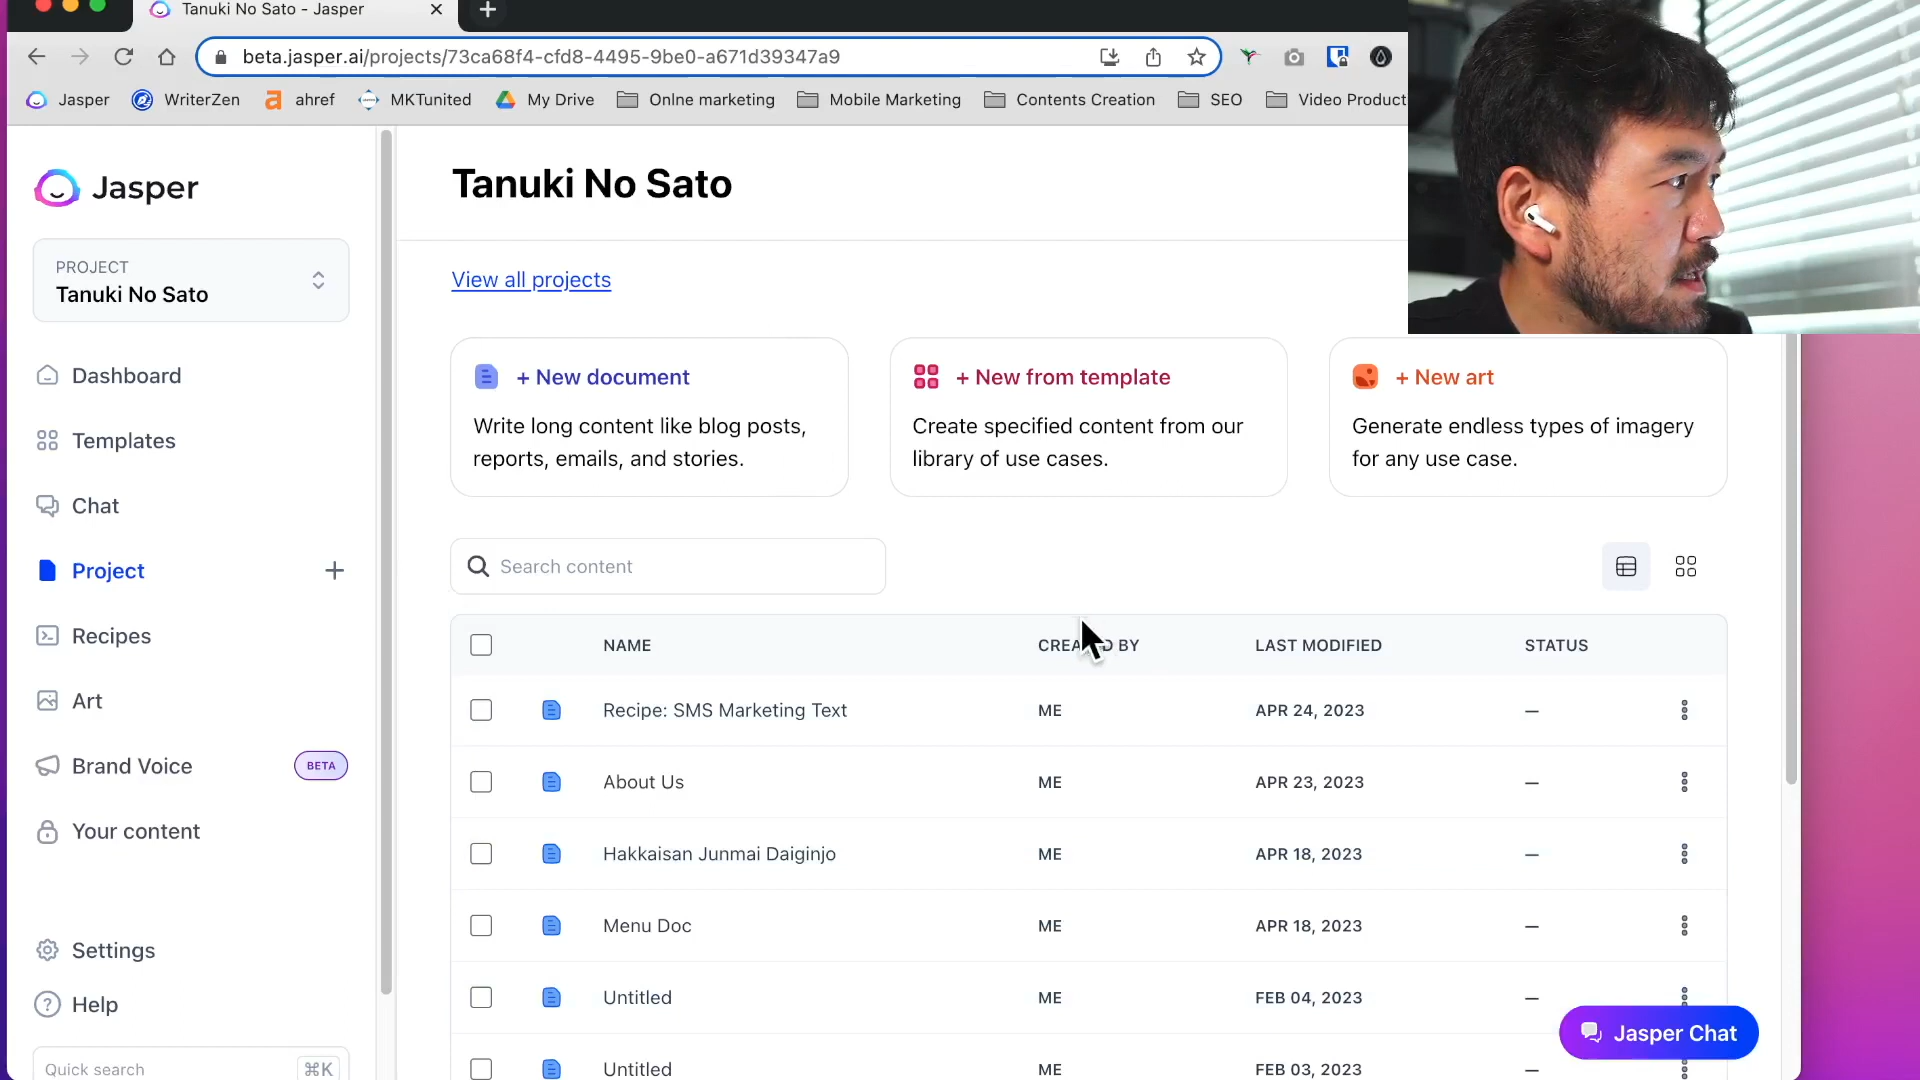 Tanuki No Sato - Jasper
beta.jasper.ai/projects/73ca68f4-cfd8-4495-9be0-a671d39347a9
Jasper WriterZen ahref MKTunited My Drive Onlne marketing Mobile Marketing Contents Creation SEO Video Product
Jasper
PROJECT
Tanuki No Sato
Dashboard
Templates
Chat
Project
Recipes
Art
Brand Voice BETA
Your content
Settings
Help
Quick search ⌘K
Tanuki No Sato
View all projects
+ New document
Write long content like blog posts,
reports, emails, and stories.
+ New from template
Create specified content from our
library of use cases.
+ New art
Generate endless types of imagery
for any use case.
Search content
NAME LAST MODIFIED STATUS
Recipe: SMS Marketing Text ME APR 24, 2023 —
About Us ME APR 23, 2023 —
Hakkaisan Junmai Daiginjo ME APR 18, 2023 —
Menu Doc ME APR 18, 2023 —
Untitled ME FEB 04, 2023 —
Untitled ME FEB 03, 2023 —
Jasper Chat